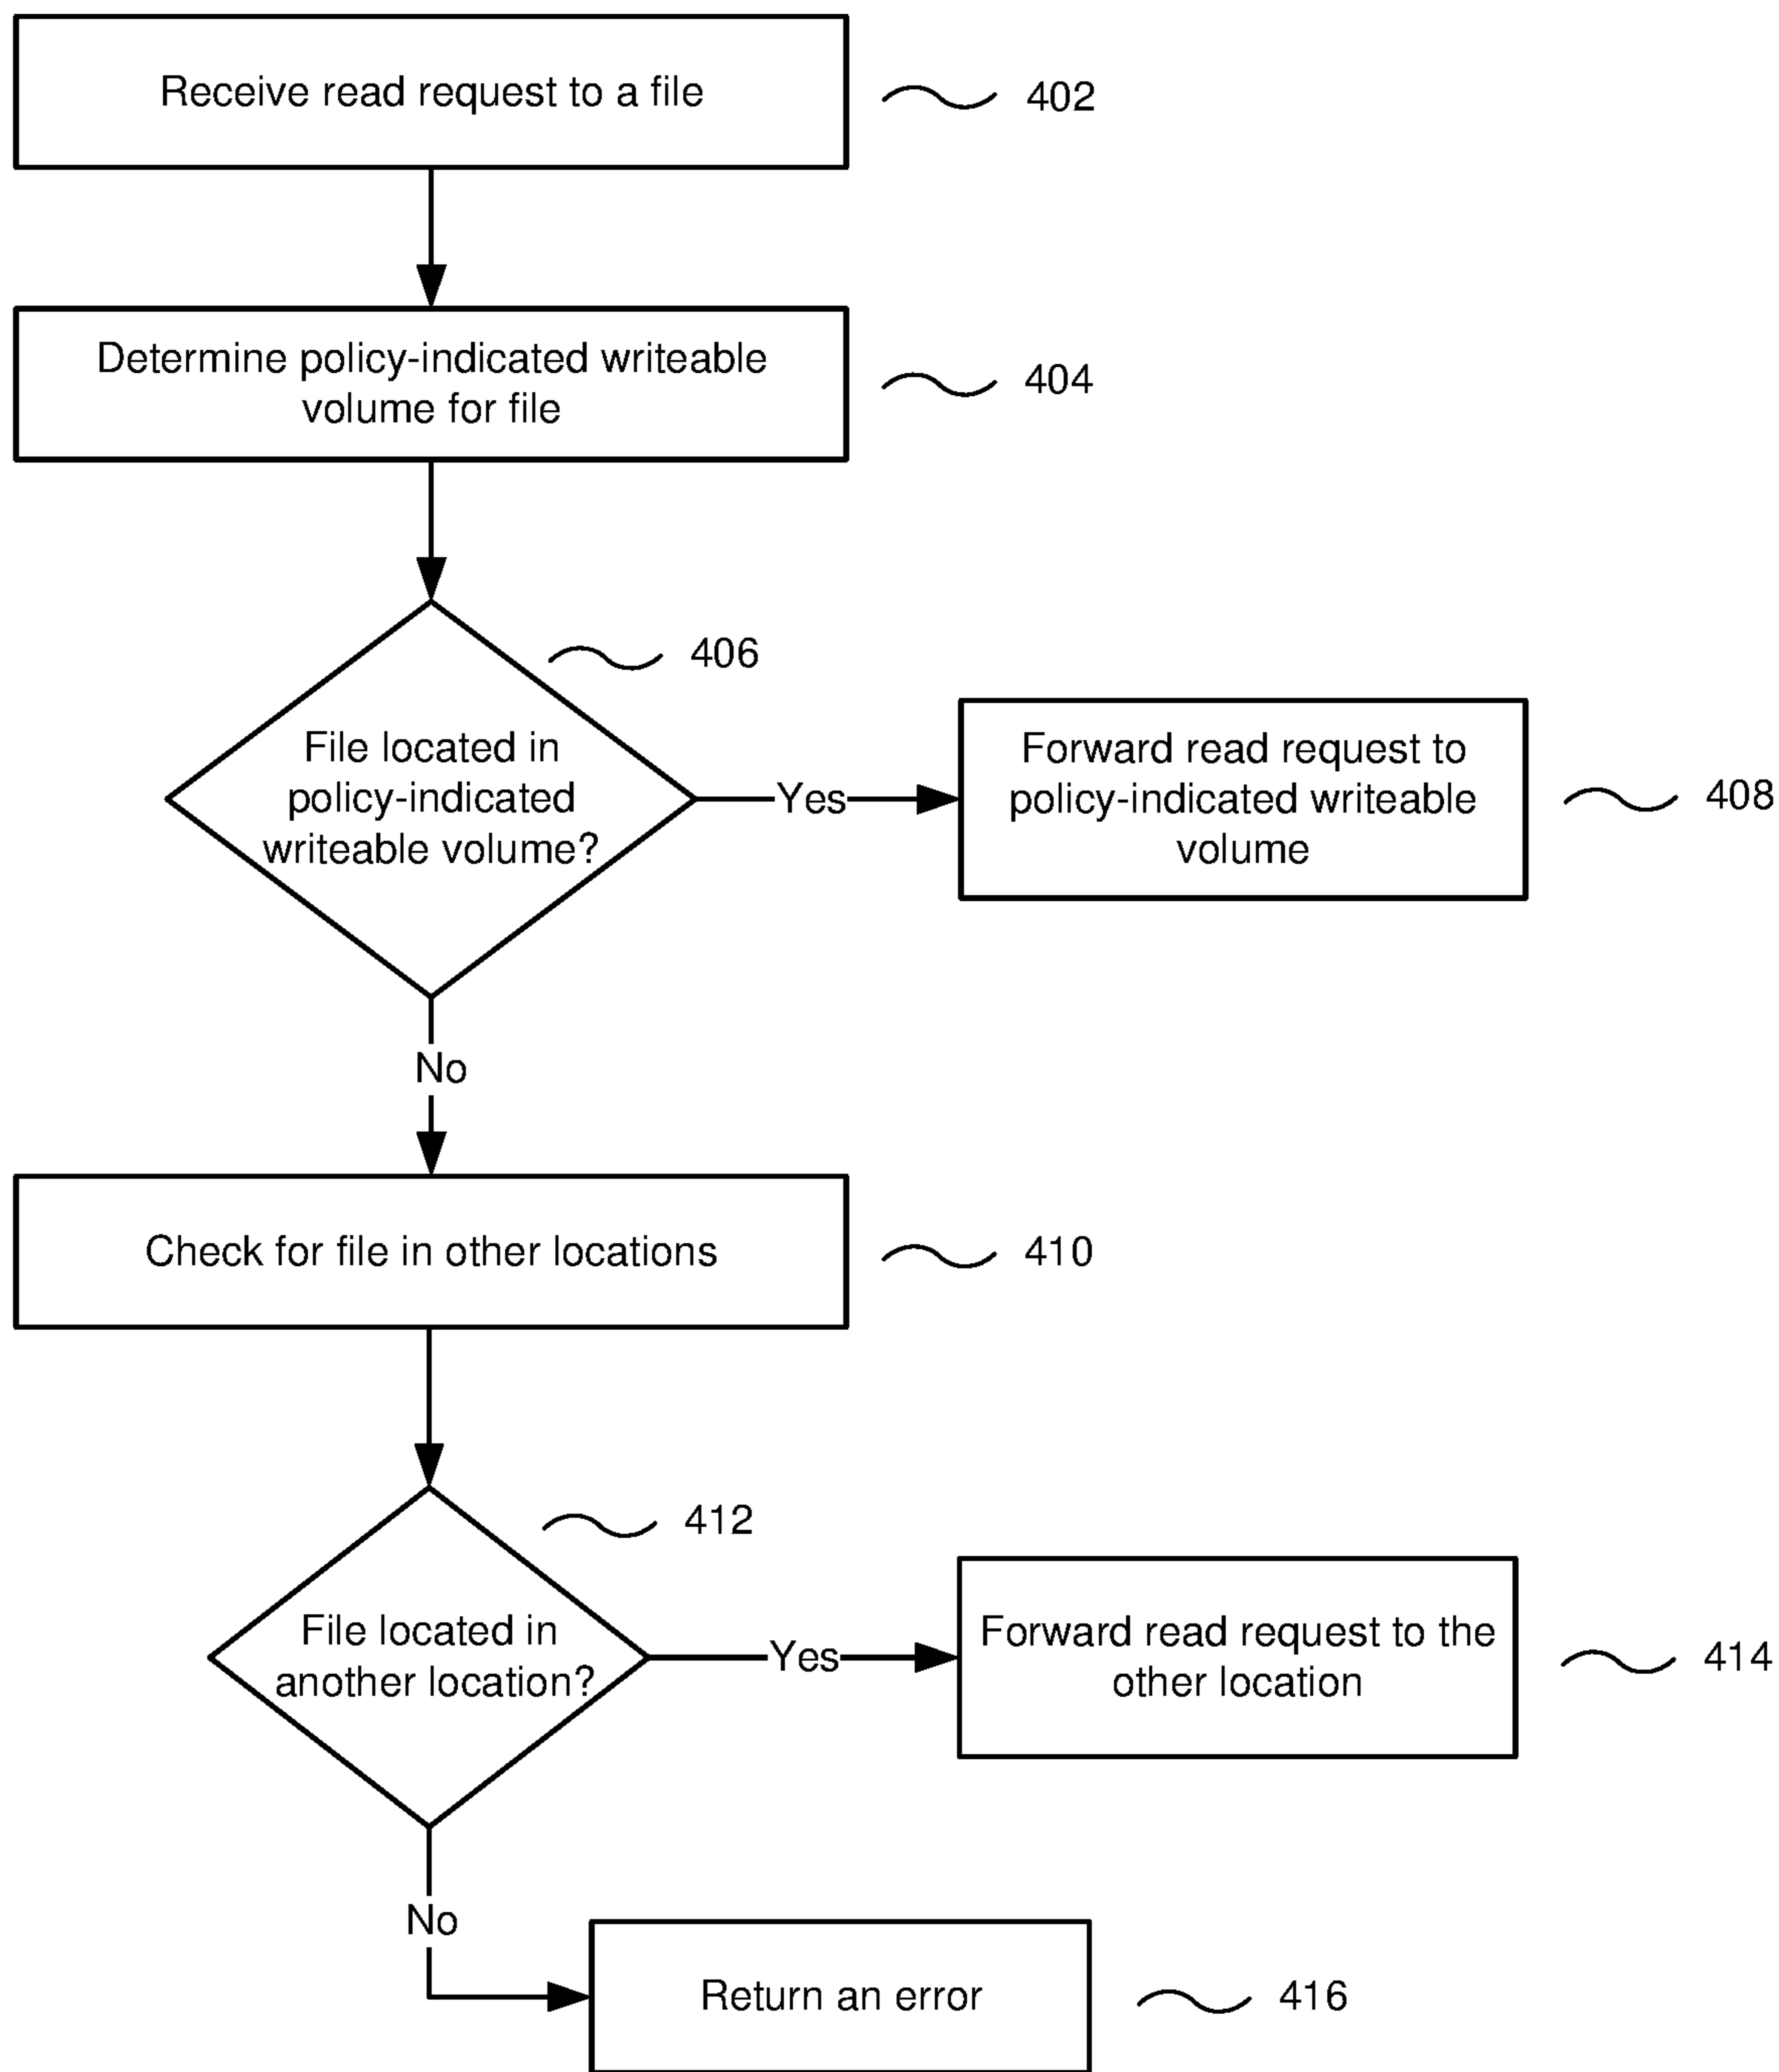 Receive read request to a file
402
Determine policy-indicated writeable
volume for file
404
406
File located in
policy-indicated
writeable volume?
Yes
Forward read request to
policy-indicated writeable
volume
408
No
Check for file in other locations
410
412
File located in
another location?
Yes
Forward read request to the
other location
414
No
Return an error
416